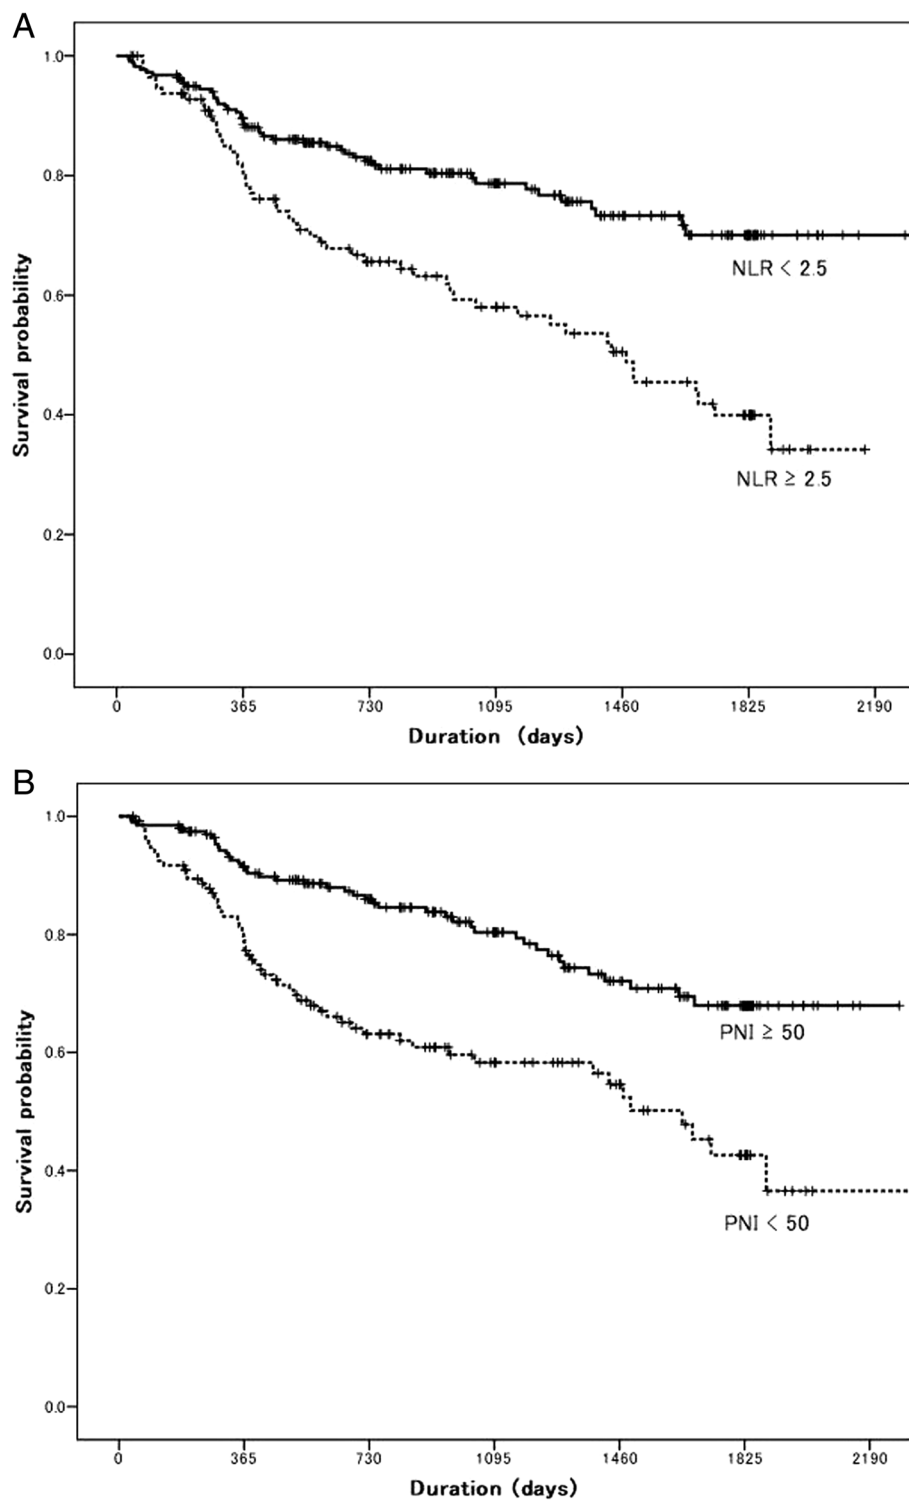 A
1.0
0.8
0.6
0.4
0.2
0.0
Survival probability
NLR < 2.5
NLR ≥ 2.5
0 365 730 1095 1460 1825 2190
Duration (days)
B
1.0
0.8
0.6
0.4
0.2
0.0
Survival probability
PNI ≥ 50
PNI < 50
0 365 730 1095 1460 1825 2190
Duration (days)